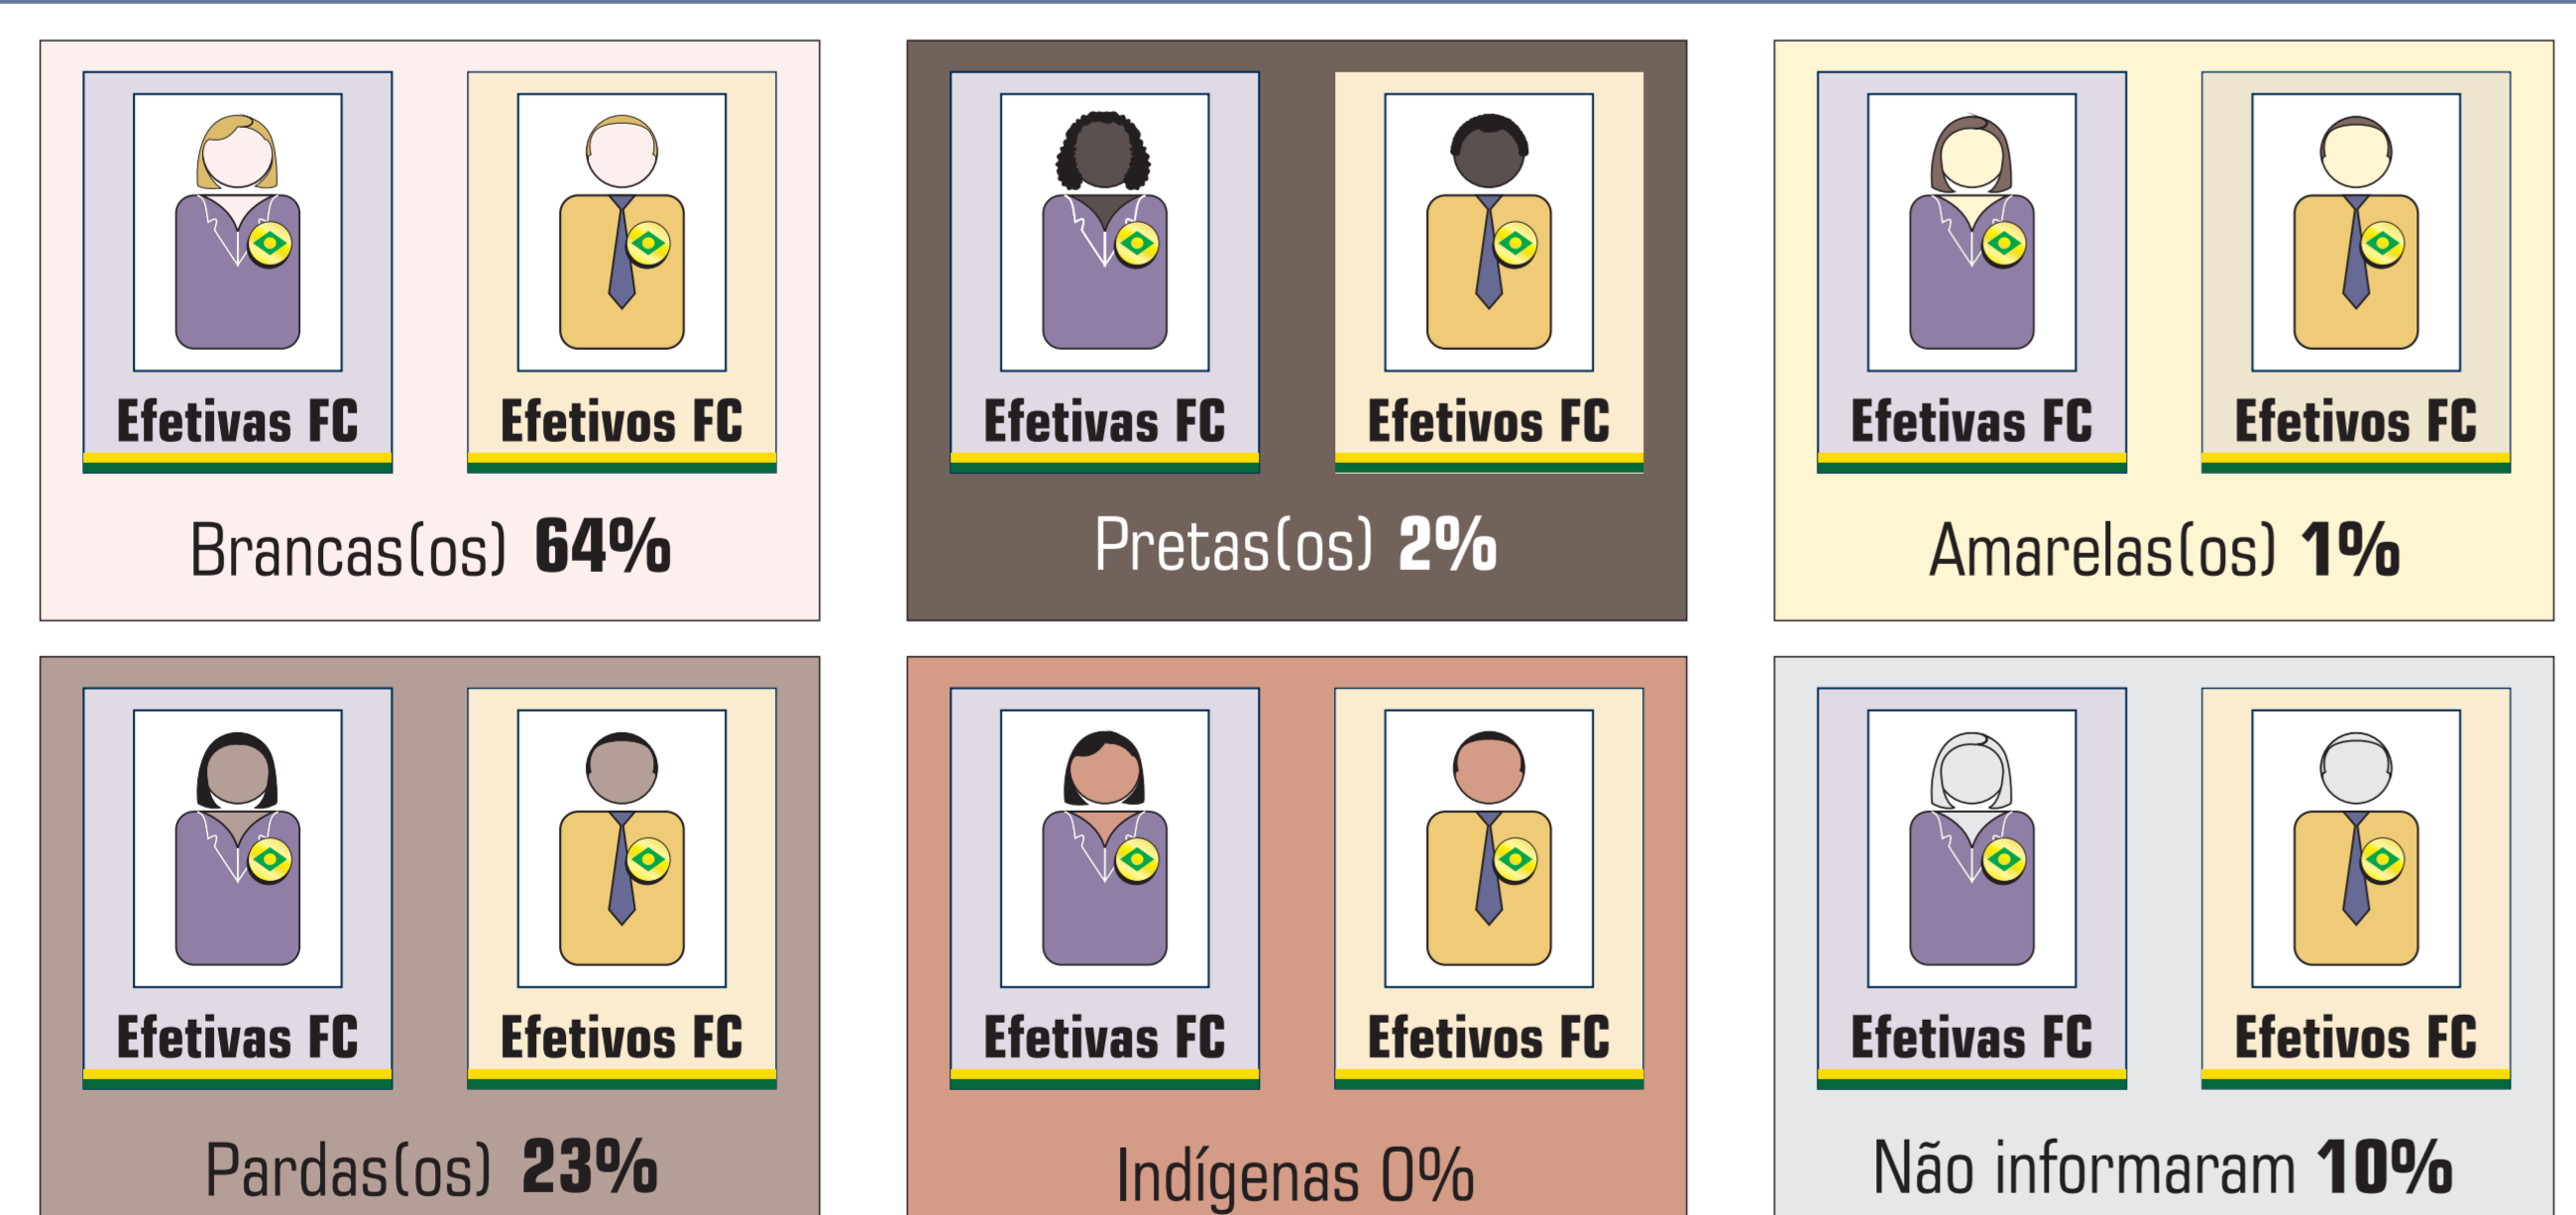 Efetivas FC Efetivos FC
Brancas(os) 64%
Efetivas FC Efetivos FC
Pretas(os) 2%
Efetivas FC Efetivos FC
Amarelas(os) 1%
Efetivas FC Efetivos FC
Pardas(os) 23%
Efetivas FC Efetivos FC
Indígenas 0%
Efetivas FC Efetivos FC
Não informaram 10%